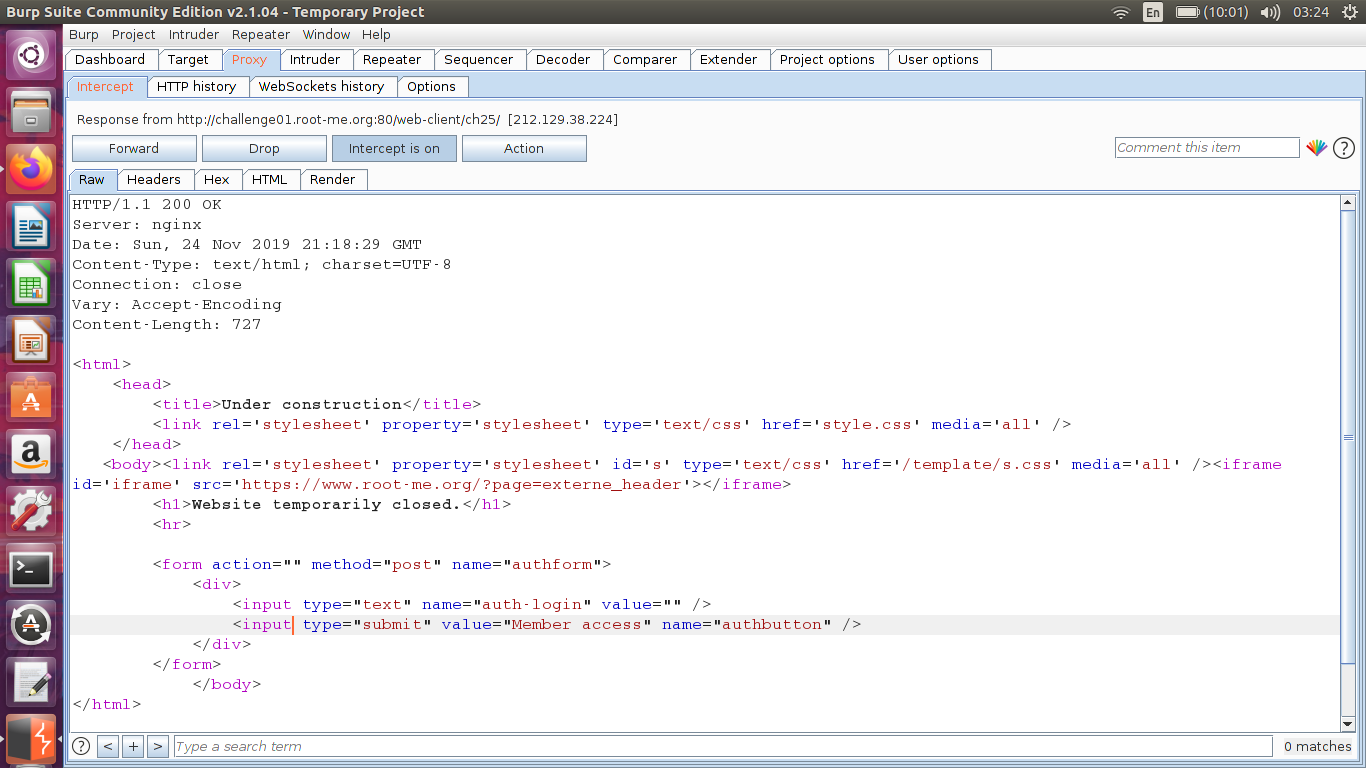 Burp Suite Community Edition v2.1.04 - Temporary Project En (10:01) 03:24
Burp Project Intruder Repeater Window Help
Dashboard Target Proxy Intruder Repeater Sequencer Decoder Comparer Extender Project options User options
Intercept HTTP history WebSockets history Options
Response from http://challenge01.root-me.org:80/web-client/ch25/ [212.129.38.224]
Forward Drop Intercept is on Action Comment this item ?
Raw Headers Hex HTML Render
HTTP/1.1 200 OK
Server: nginx
Date: Sun, 24 Nov 2019 21:18:29 GMT
Content-Type: text/html; charset=UTF-8
Connection: close
Vary: Accept-Encoding
Content-Length: 727
<html>
<head>
<title>Under construction</title>
<link rel='stylesheet' property='stylesheet' type='text/css' href='style.css' media='all' />
</head>
<body><link rel='stylesheet' property='stylesheet' id='s' type='text/css' href='/template/s.css' media='all' /><iframe
id='iframe' src='https://www.root-me.org/?page=externe_header'></iframe>
<h1>Website temporarily closed.</h1>
<hr>
<form action="" method="post" name="authform">
<div>
<input type="text" name="auth-login" value="" />
<input type="submit" value="Member access" name="authbutton" />
</div>
</form>
</body>
</html>
? < + > Type a search term 0 matches